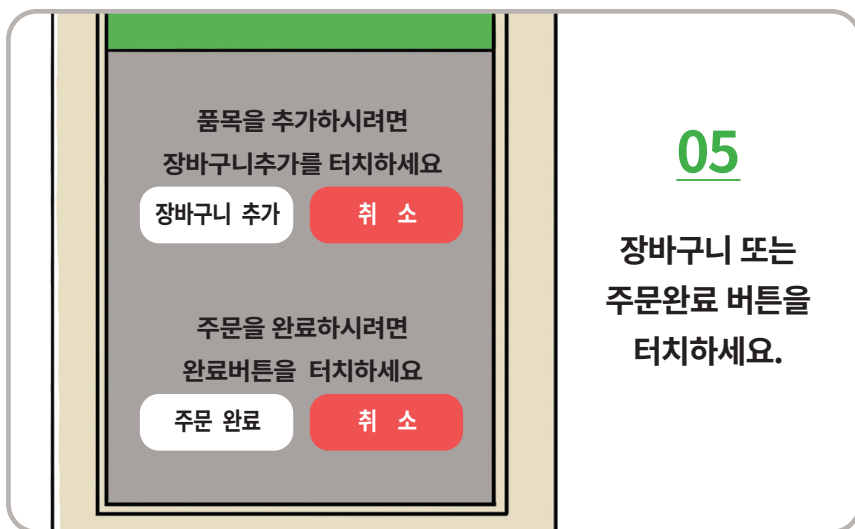 품목을 추가하시려면
장바구니추가를 터치하세요
장바구니 추가
취 소
주문을 완료하시려면
완료버튼을 터치하세요
주문 완료
취 소
05
장바구니 또는
주문완료 버튼을
터치하세요.